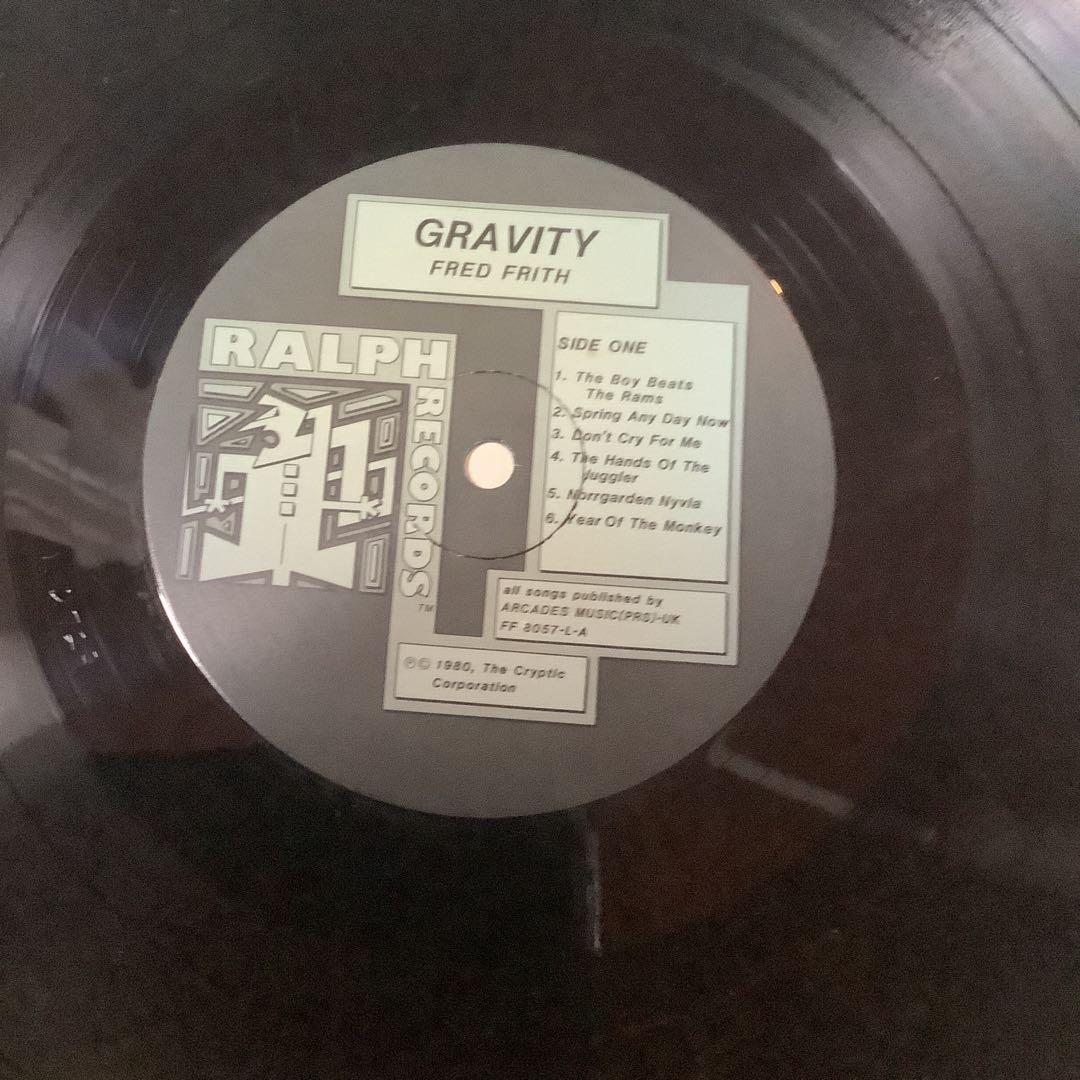 GRAVITY
FRED FRITH
RALPH
RECORDS
TM
SIDE ONE
1. The Boy Beats
The Rams
2. Spring Any Day Now
3. Don't Cry For Me
4. The Hands Of The
Juggler
5. Norrgarden Nyvla
6. Year Of The Monkey
all songs published by
ARCADES MUSIC(PRS)-UK
FF 8057-L-A
℗© 1980, The Cryptic
Corporation